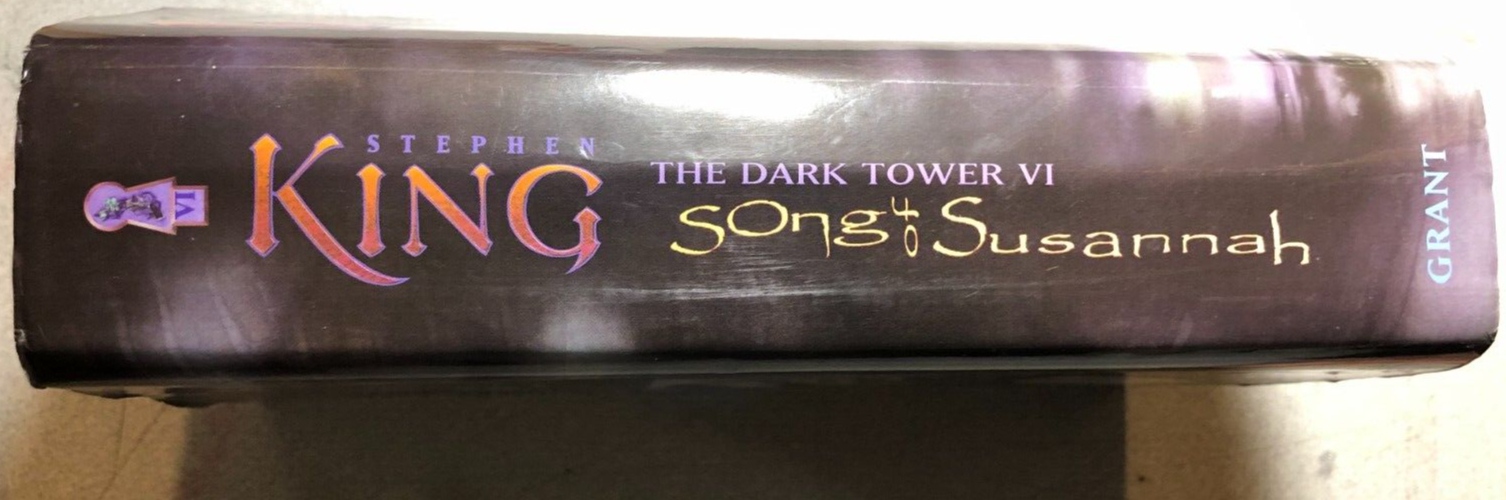 VI
STEPHEN
KING
THE DARK TOWER VI
song of Susannah
GRANT